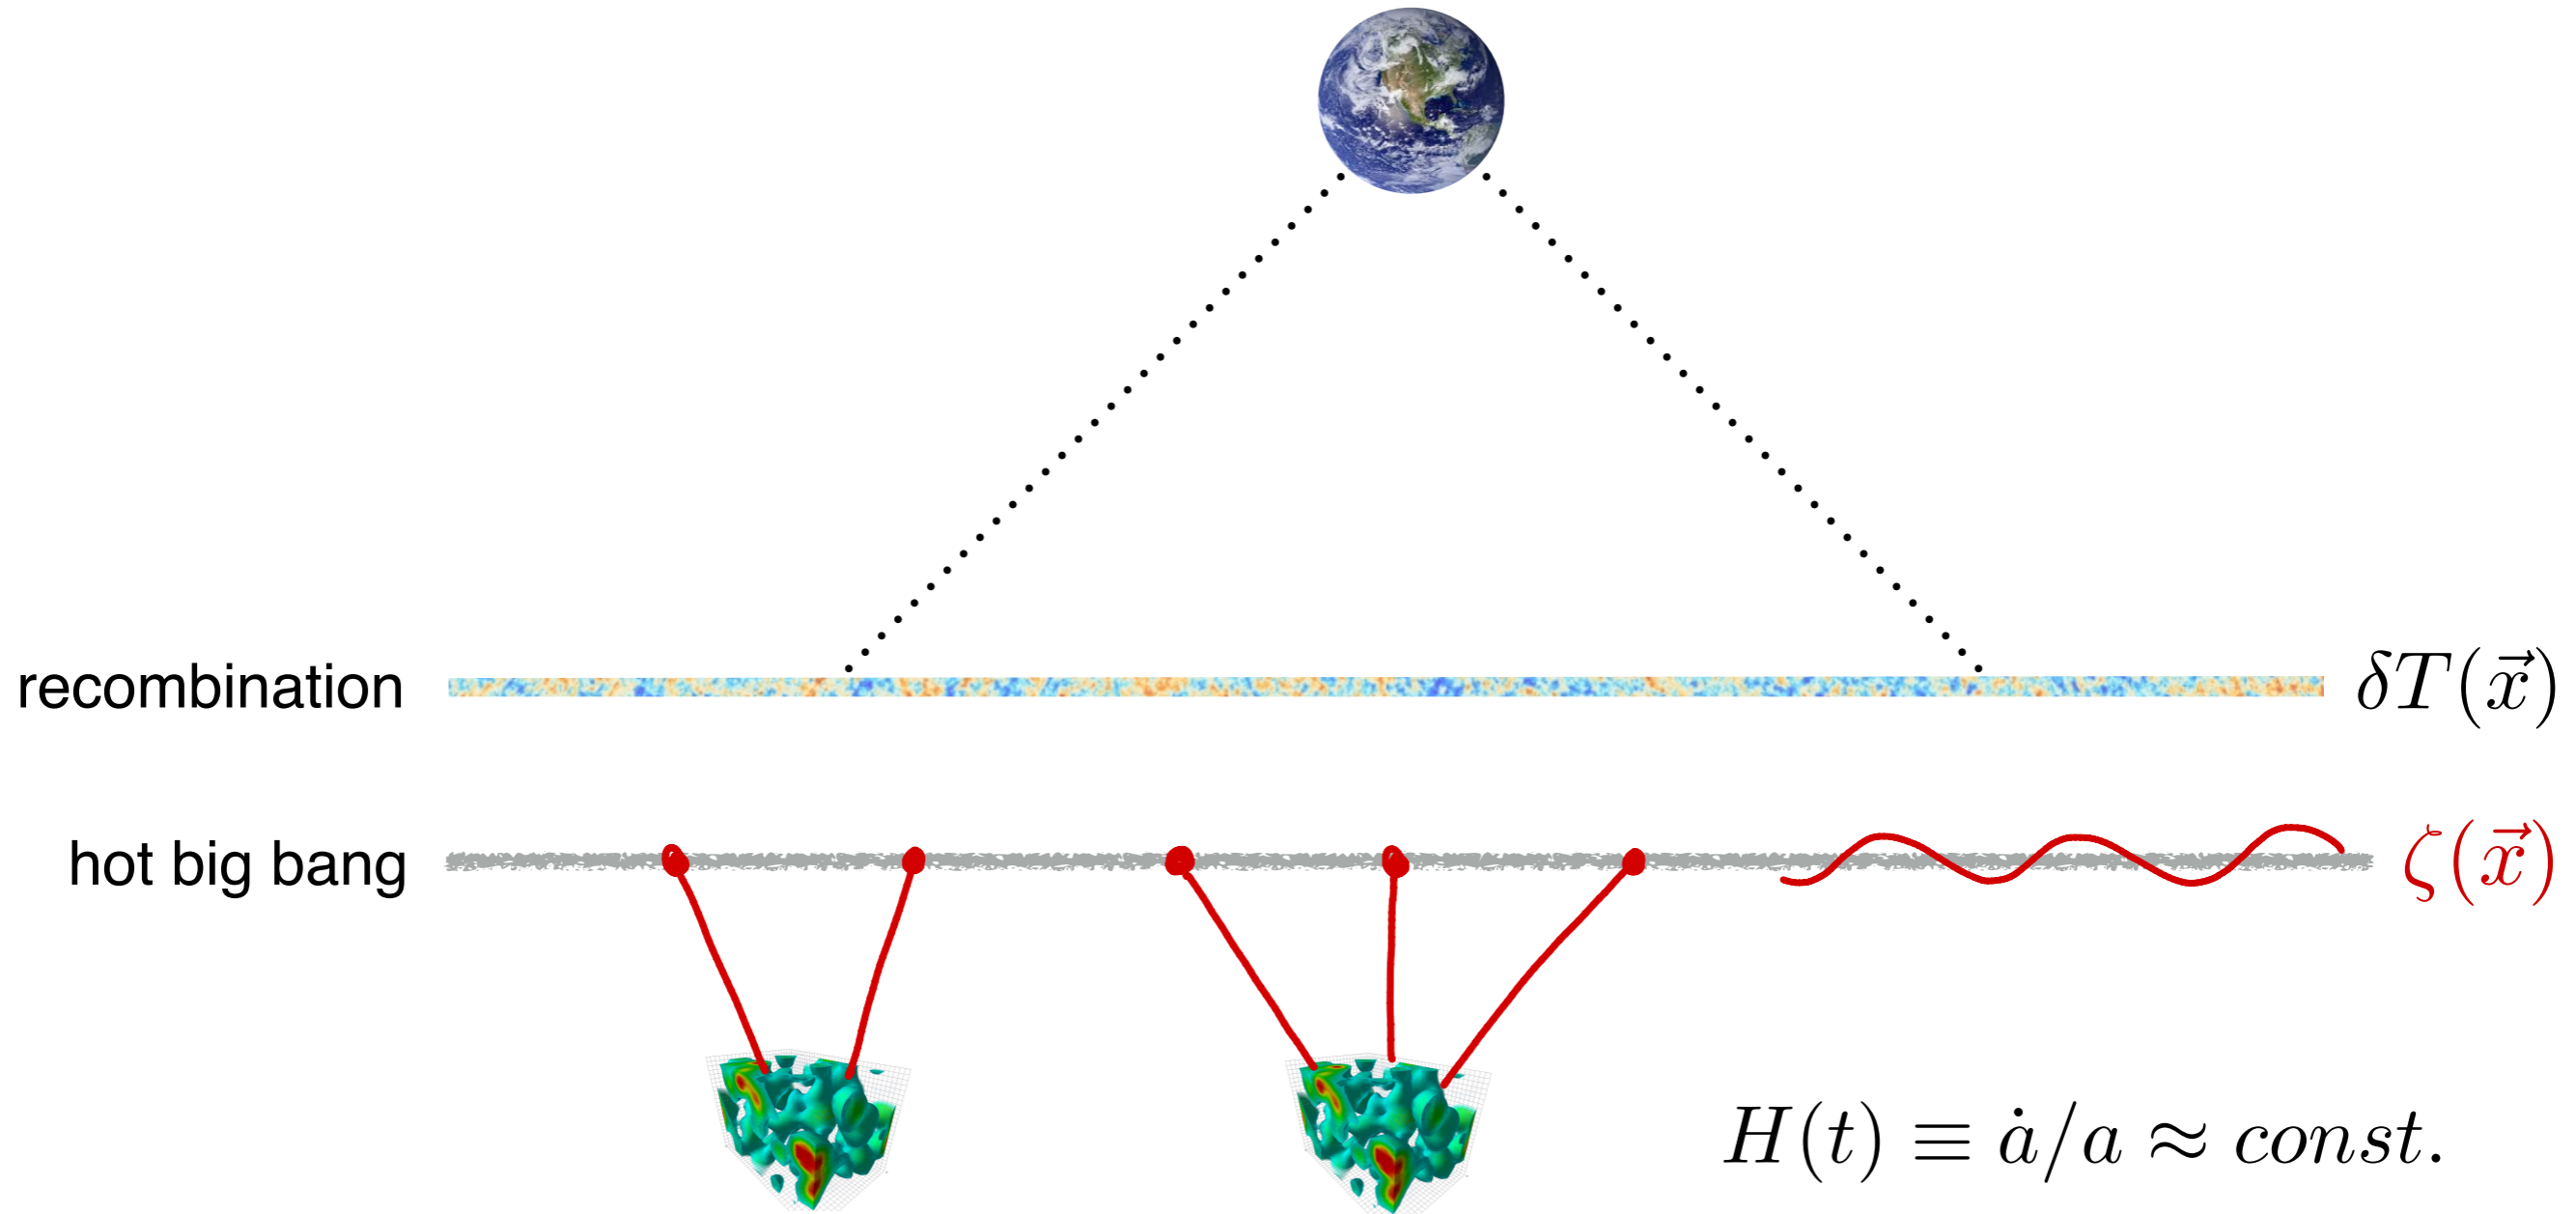 recombination
δT(x⃗)
hot big bang
ζ(x⃗)
H(t) ≡ ȧ/a ≈ const.